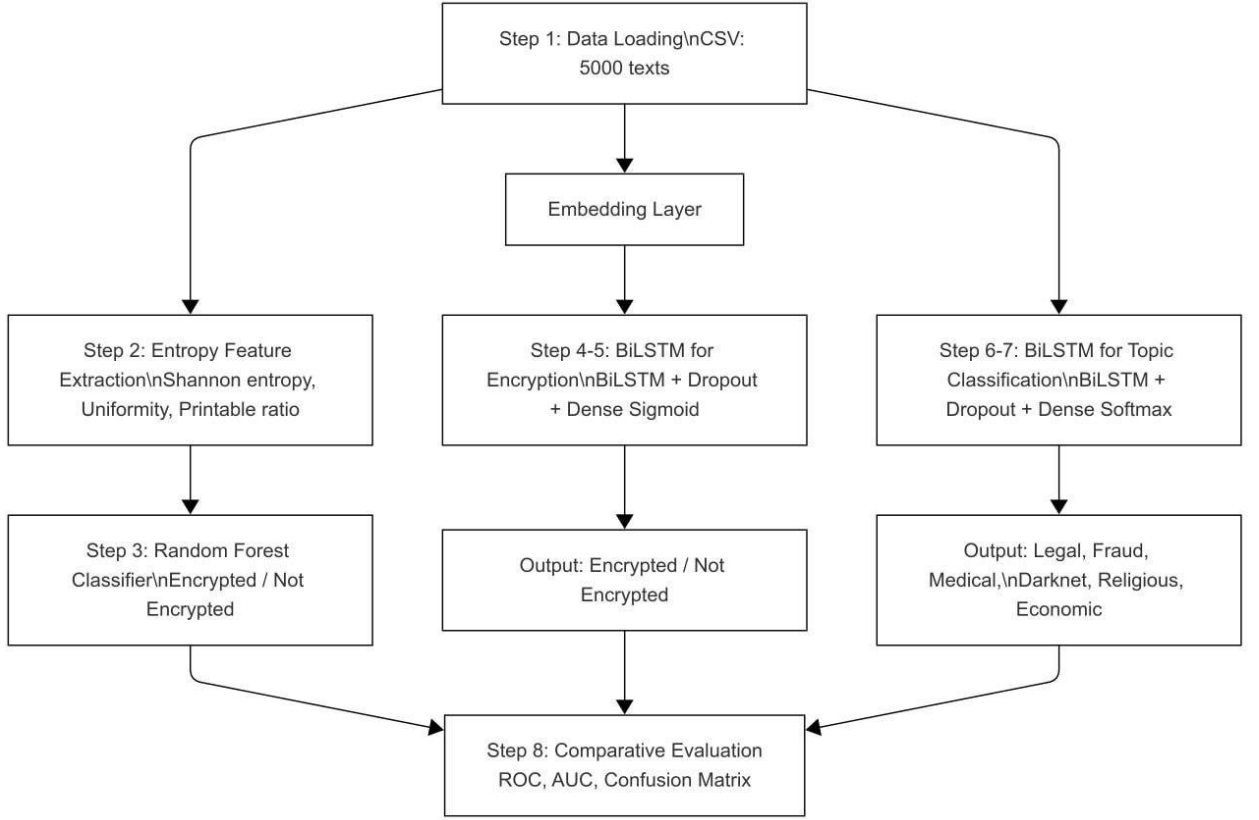 Step 1: Data Loading\nCSV:
5000 texts
Embedding Layer
Step 2: Entropy Feature
Extraction\nShannon entropy,
Uniformity, Printable ratio
Step 4-5: BiLSTM for
Encryption\nBiLSTM + Dropout
+ Dense Sigmoid
Step 6-7: BiLSTM for Topic
Classification\nBiLSTM +
Dropout + Dense Softmax
Step 3: Random Forest
Classifier\nEncrypted / Not
Encrypted
Output: Encrypted / Not
Encrypted
Output: Legal, Fraud,
Medical,\nDarknet, Religious,
Economic
Step 8: Comparative Evaluation
ROC, AUC, Confusion Matrix